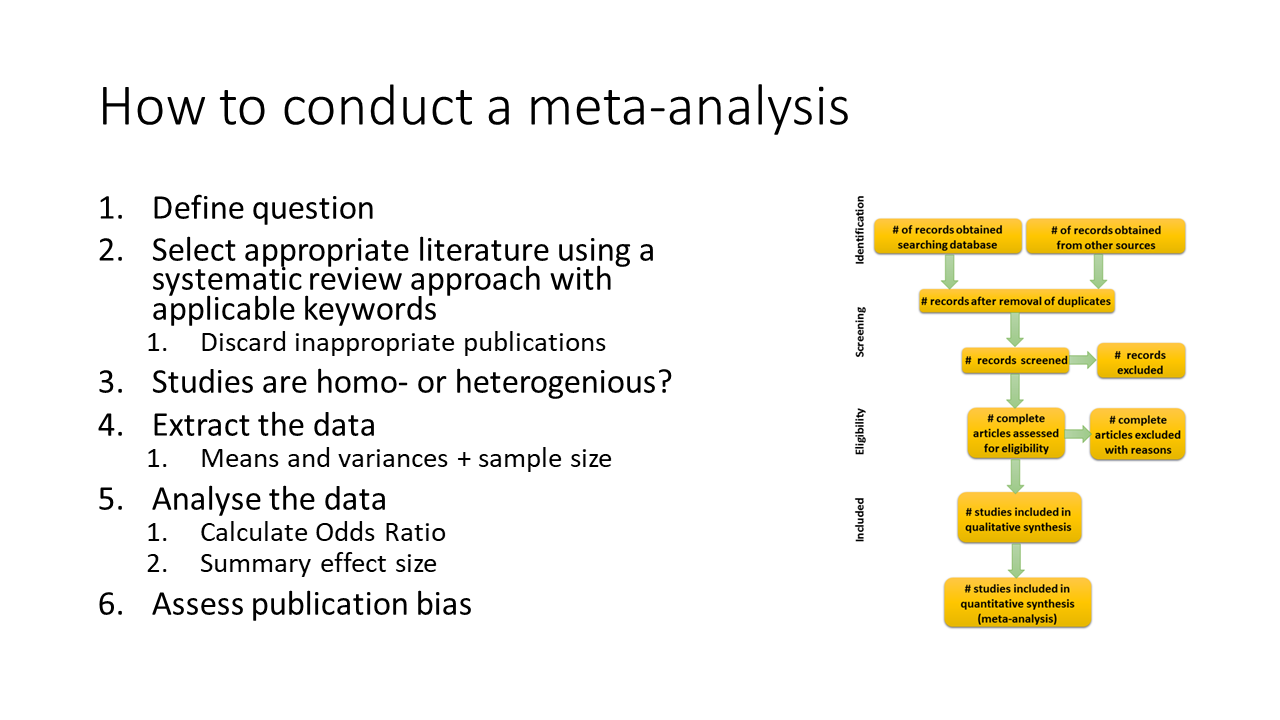 How to conduct a meta-analysis
1. Define question
2. Select appropriate literature using a
systematic review approach with
applicable keywords
1. Discard inappropriate publications
3. Studies are homo- or heterogenious?
4. Extract the data
1. Means and variances + sample size
5. Analyse the data
1. Calculate Odds Ratio
2. Summary effect size
6. Assess publication bias
Identification
# of records obtained
searching database
# of records obtained
from other sources
# records after removal of duplicates
Screening
# records screened
# records
excluded
Eligibility
# complete
articles assessed
for eligibility
# complete
articles excluded
with reasons
Included
# studies included in
qualitative synthesis
# studies included in
quantitative synthesis
(meta-analysis)